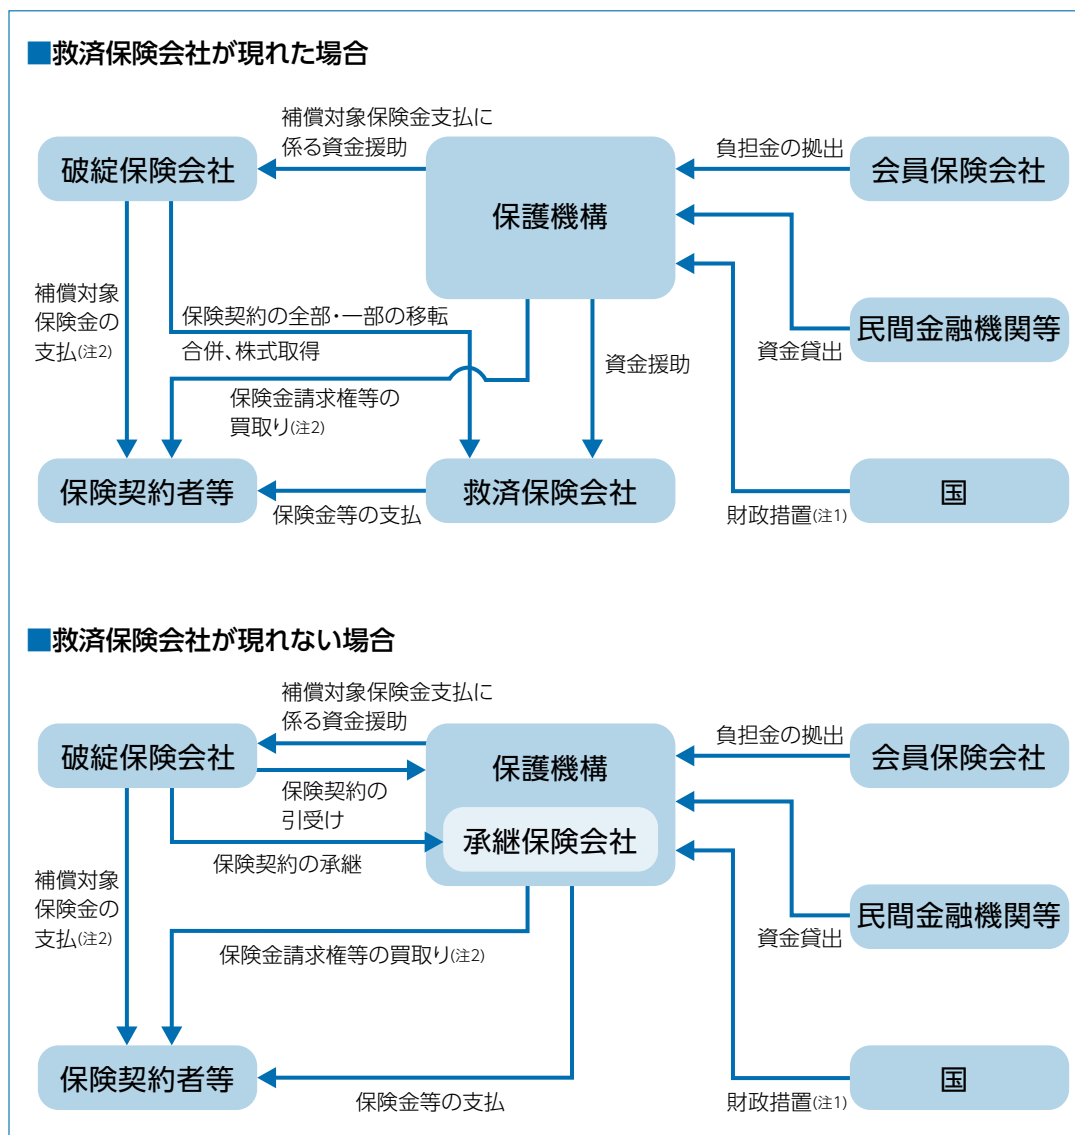 ■救済保険会社が現れた場合
補償対象保険金支払に
係る資金援助
負担金の拠出
破綻保険会社
保護機構
会員保険会社
補償対象
保険金の
支払(注2)
保険契約の全部・一部の移転
合併、株式取得
資金援助
民間金融機関等
資金貸出
保険金請求権等の
買取り(注2)
保険契約者等
保険金等の支払
救済保険会社
国
財政措置(注1)
■救済保険会社が現れない場合
補償対象保険金支払に
係る資金援助
負担金の拠出
破綻保険会社
保護機構
会員保険会社
保険契約の
引受け
承継保険会社
保険契約の承継
補償対象
保険金の
支払(注2)
民間金融機関等
資金貸出
保険金請求権等の買取り(注2)
保険契約者等
保険金等の支払
国
財政措置(注1)